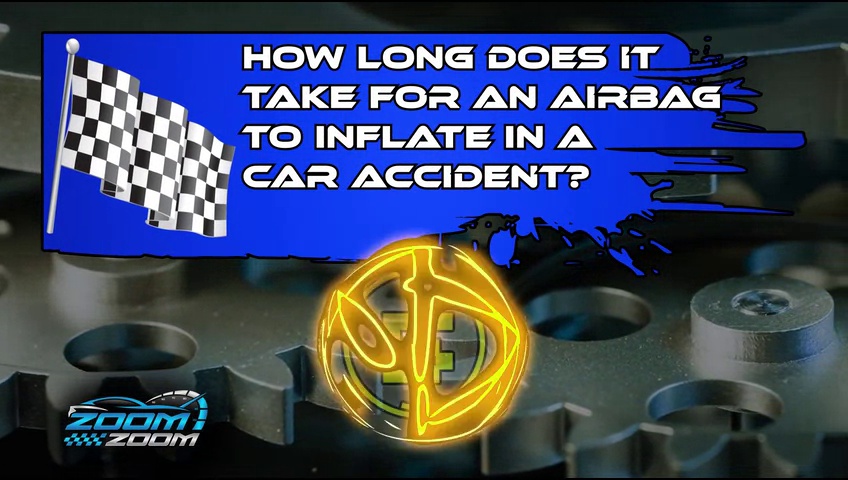 HOW LONG DOES IT
TAKE FOR AN AIRBAG
TO INFLATE IN A
CAR ACCIDENT?
ZOOM
ZOOM